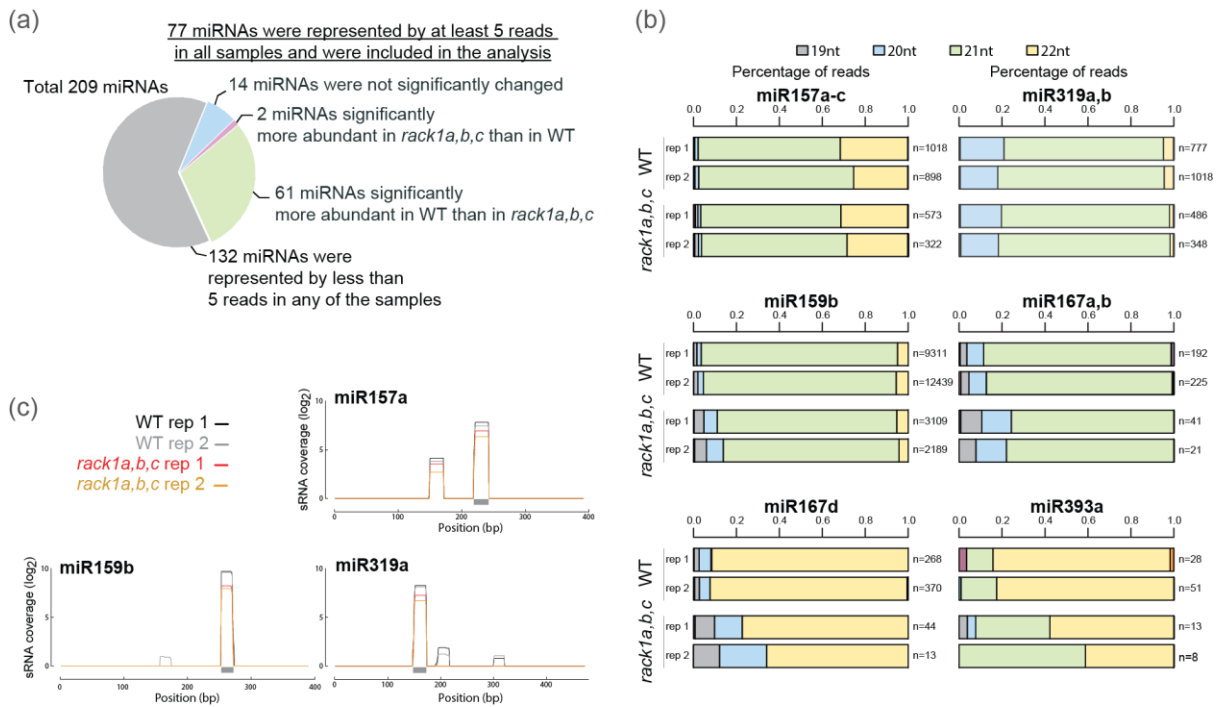 (a)
77 miRNAs were represented by at least 5 reads
in all samples and were included in the analysis
Total 209 miRNAs
14 miRNAs were not significantly changed
2 miRNAs significantly
more abundant in rack1a,b,c than in WT
61 miRNAs significantly
more abundant in WT than in rack1a,b,c
132 miRNAs were
represented by less than
5 reads in any of the samples
(b)
19nt 20nt 21nt 22nt
Percentage of reads
miR157a-c
0.0 0.2 0.4 0.6 0.8 1.0
WT
rep 1 n=1018
rep 2 n=898
rack1a,b,c
rep 1 n=573
rep 2 n=322
Percentage of reads
miR319a,b
0.0 0.2 0.4 0.6 0.8 1.0
n=777
n=1018
n=486
n=348
miR159b
0.0 0.2 0.4 0.6 0.8 1.0
WT
rep 1 n=9311
rep 2 n=12439
rack1a,b,c
rep 1 n=3109
rep 2 n=2189
miR167a,b
0.0 0.2 0.4 0.6 0.8 1.0
n=192
n=225
n=41
n=21
miR167d
0.0 0.2 0.4 0.6 0.8 1.0
WT
rep 1 n=268
rep 2 n=370
rack1a,b,c
rep 1 n=44
rep 2 n=13
miR393a
0.0 0.2 0.4 0.6 0.8 1.0
n=28
n=51
n=13
n=8
(c)
WT rep 1
WT rep 2
rack1a,b,c rep 1
rack1a,b,c rep 2
miR157a
sRNA coverage (log2)
10
5
0
0 100 200 300 400
Position (bp)
miR159b
sRNA coverage (log2)
10
5
0
0 100 200 300 400
Position (bp)
miR319a
10
5
0
0 100 200 300 400
Position (bp)